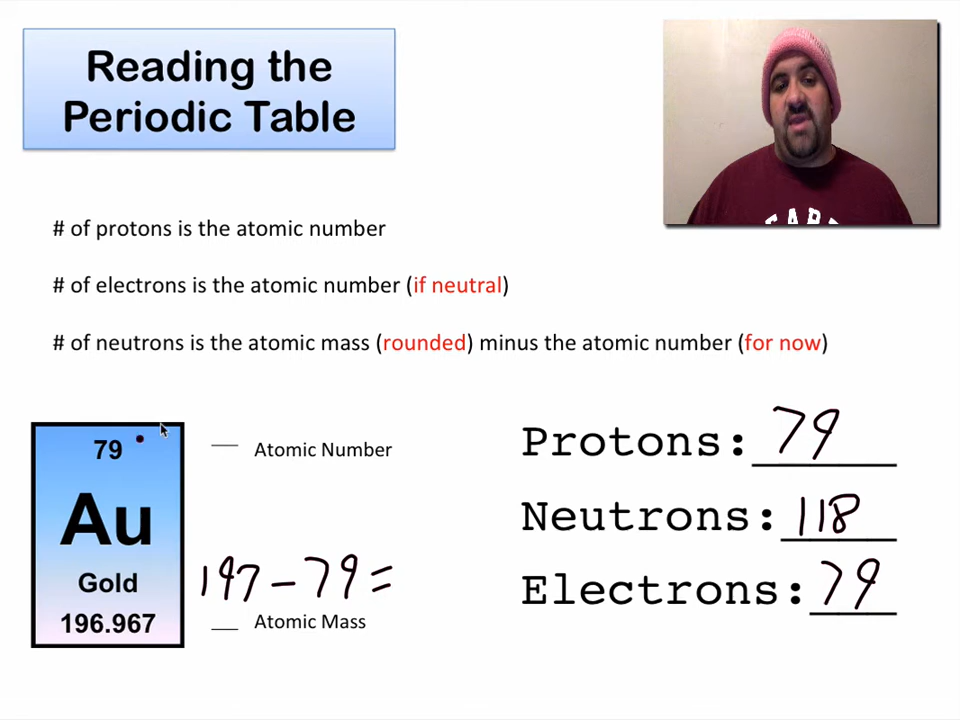 Reading the
Periodic Table
# of protons is the atomic number
# of electrons is the atomic number (if neutral)
# of neutrons is the atomic mass (rounded) minus the atomic number (for now)
79
Au
Gold
196.967
Atomic Number
197-79=
Atomic Mass
Protons: 79
Neutrons: 118
Electrons: 79